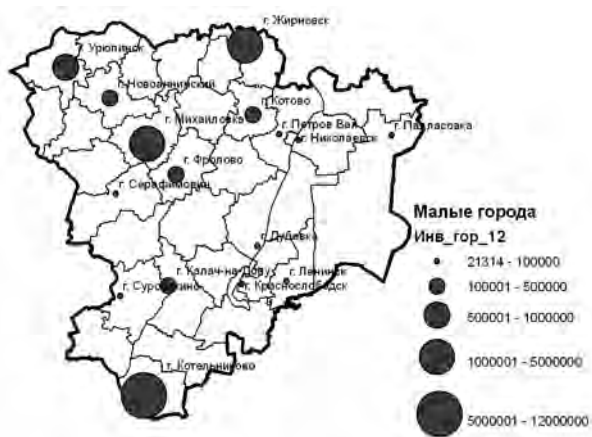 г. Жирновск
г. Урюпинск
г. Новоаннинский
г. Котово
г. Михайловка
г. Петров Вал
г. Николаевск
г. Палласовка
г. Фролово
г. Серафимович
г. Дубовка
г. Калач-на-Дону
г. Ленинск
г. Суровикино
г. Краснослободск
г. Котельниково
Малые города
Инв_гор_12
21314 - 100000
100001 - 500000
500001 - 1000000
1000001 - 5000000
5000001 - 12000000